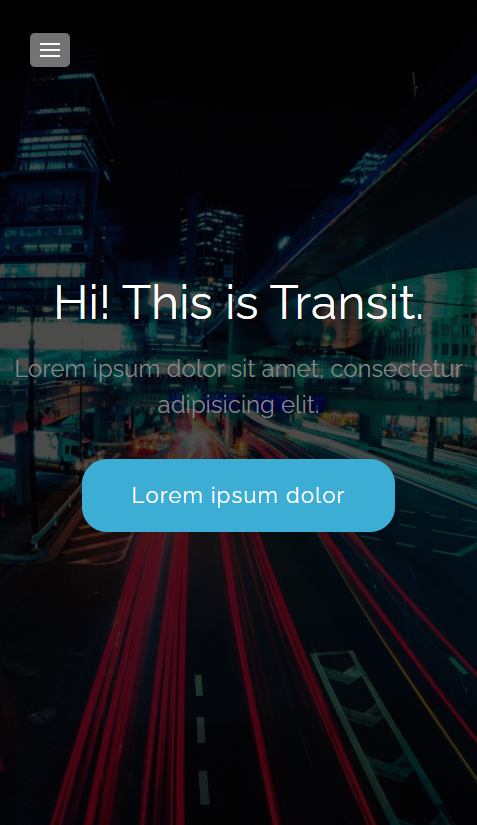 Hi! This is Transit.
Lorem ipsum dolor sit amet, consectetur
adipisicing elit.
Lorem ipsum dolor